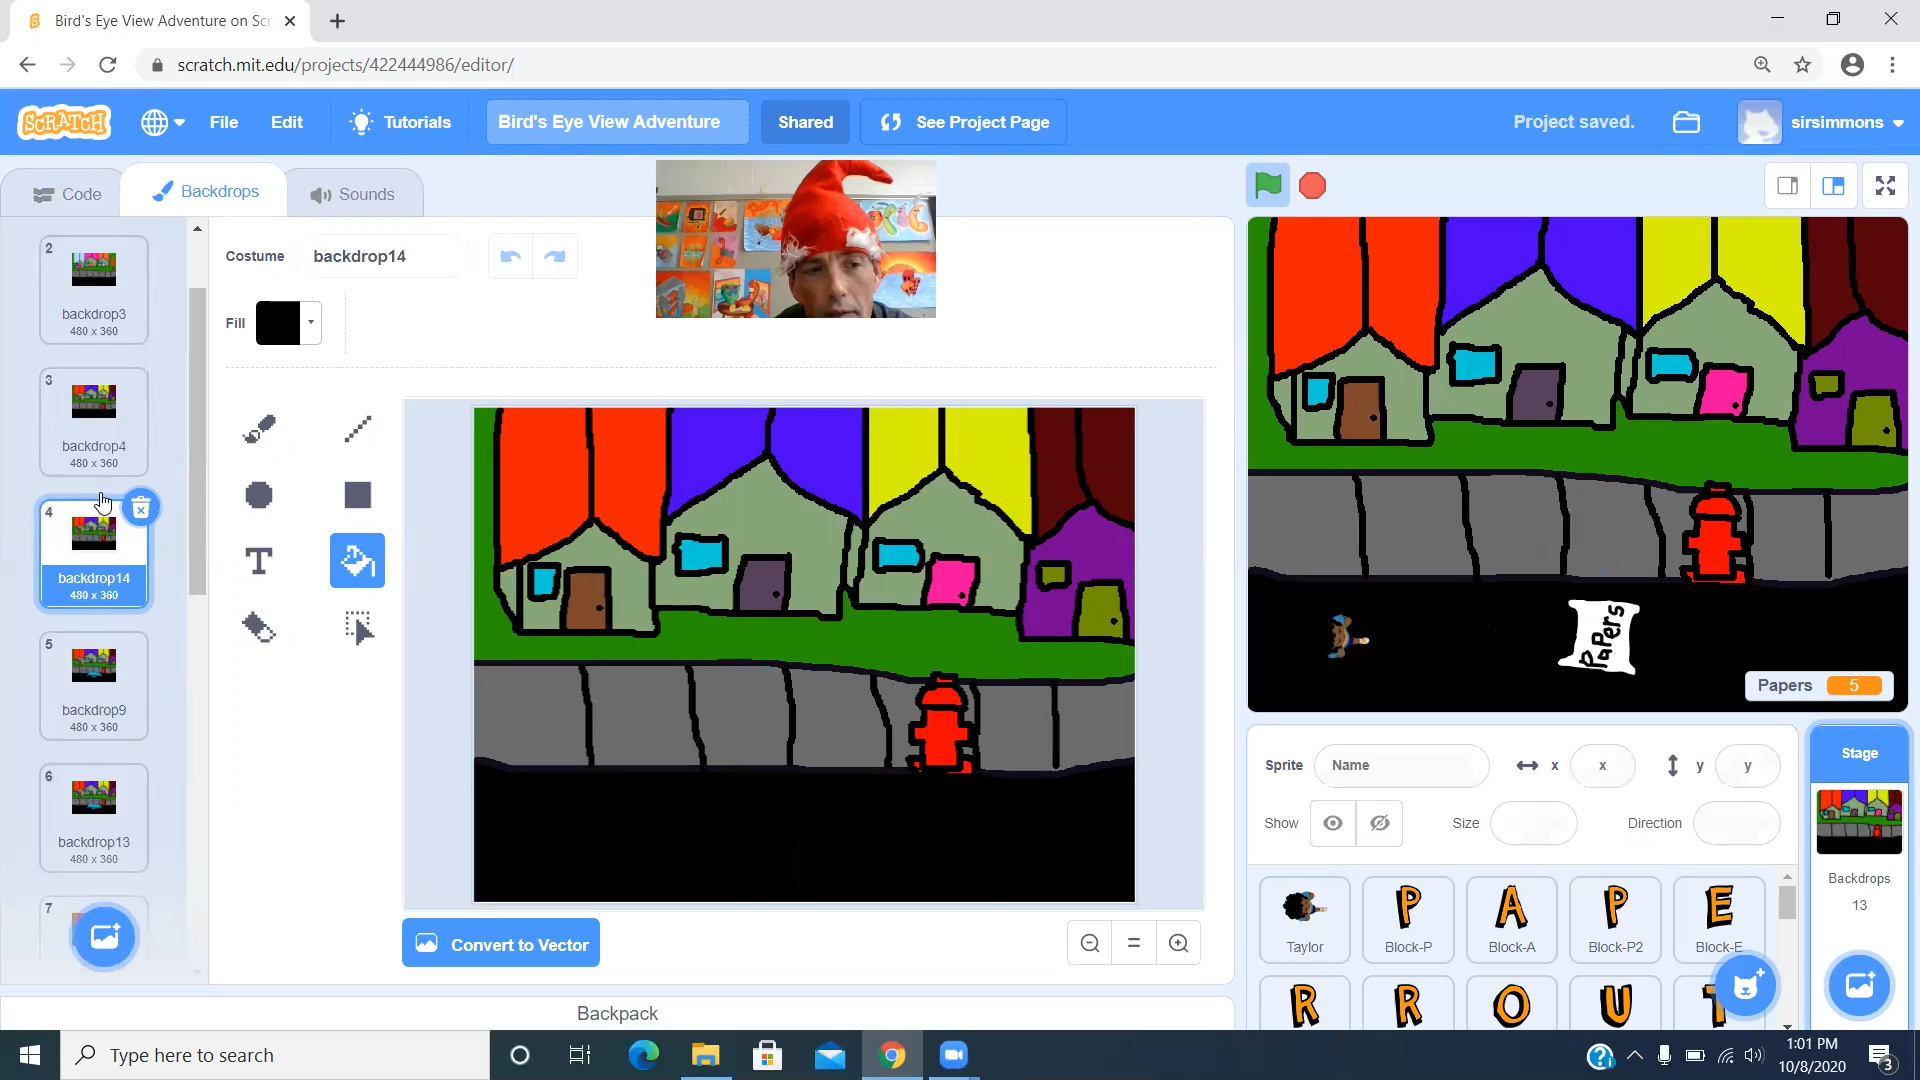 Bird's Eye View Adventure on Scr
scratch.mit.edu/projects/422444986/editor/
SCRATCH
File
Edit
Tutorials
Bird's Eye View Adventure
Shared
See Project Page
Project saved.
sirsimmons
Code
Backdrops
Sounds
2
backdrop3
480 x 360
3
backdrop4
480 x 360
4
backdrop14
480 x 360
5
backdrop9
480 x 360
6
backdrop13
480 x 360
7
Costume
backdrop14
Fill
T
Convert to Vector
Backpack
PaPers
Papers 5
Sprite
Name
x
x
y
y
Show
Size
Direction
Stage
Backdrops
13
Taylor
P
Block-P
A
Block-A
P
Block-P2
E
Block-E
R
R
O
U
T
Type here to search
1:01 PM
10/8/2020
3